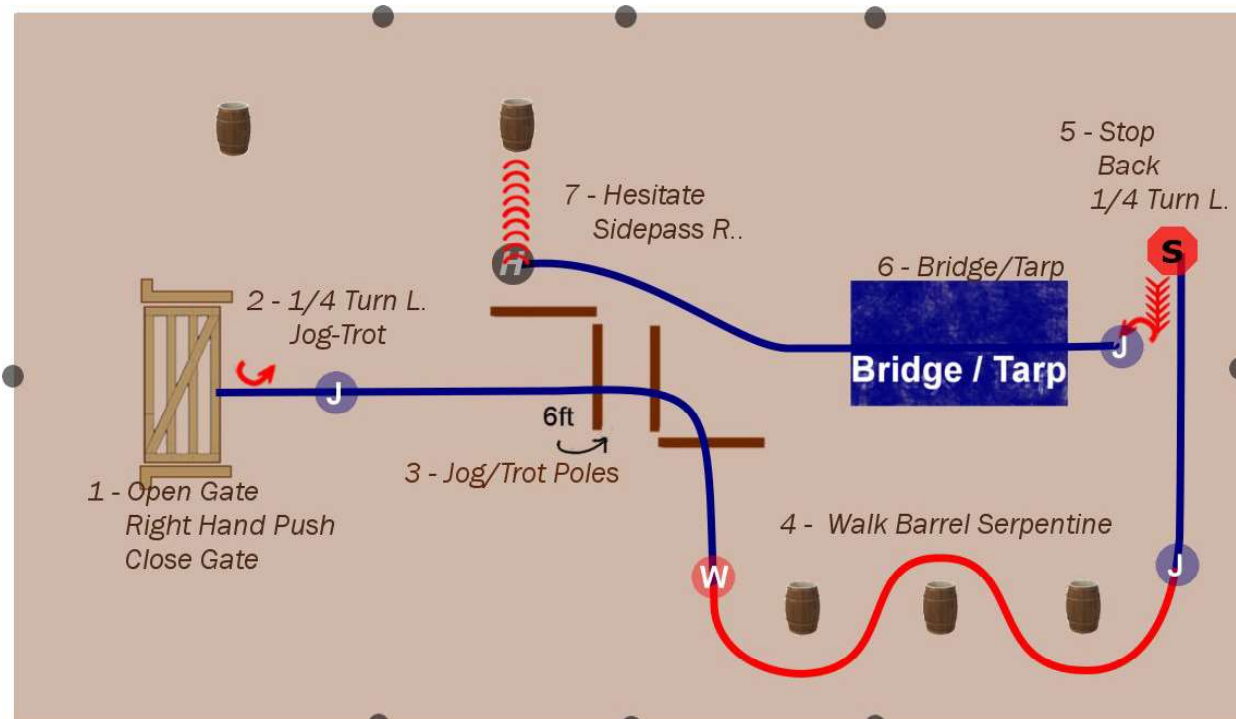 1 - Open Gate
Right Hand Push
Close Gate
2 - 1/4 Turn L.
Jog-Trot
J
6ft
3 - Jog/Trot Poles
W
4 - Walk Barrel Serpentine
J
5 - Stop
Back
1/4 Turn L.
S
J
6 - Bridge/Tarp
Bridge / Tarp
7 - Hesitate
Sidepass R..
H